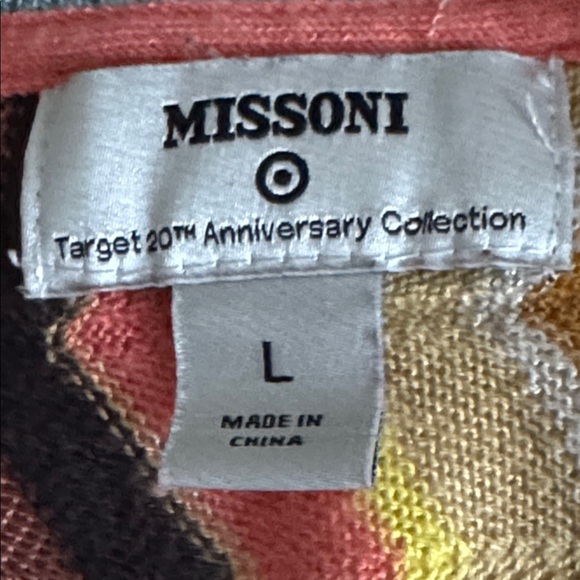 MISSONI
Target 20TH Anniversary Collection
L
MADE IN
CHINA